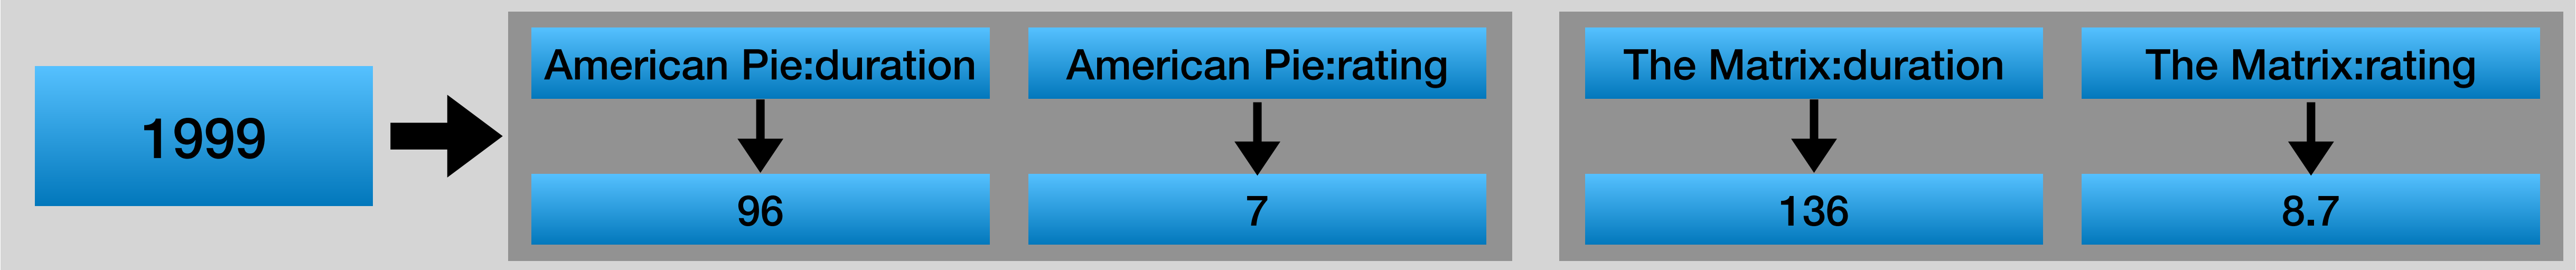 1999
American Pie:duration
American Pie:rating
The Matrix:duration
The Matrix:rating
96
7
136
8.7